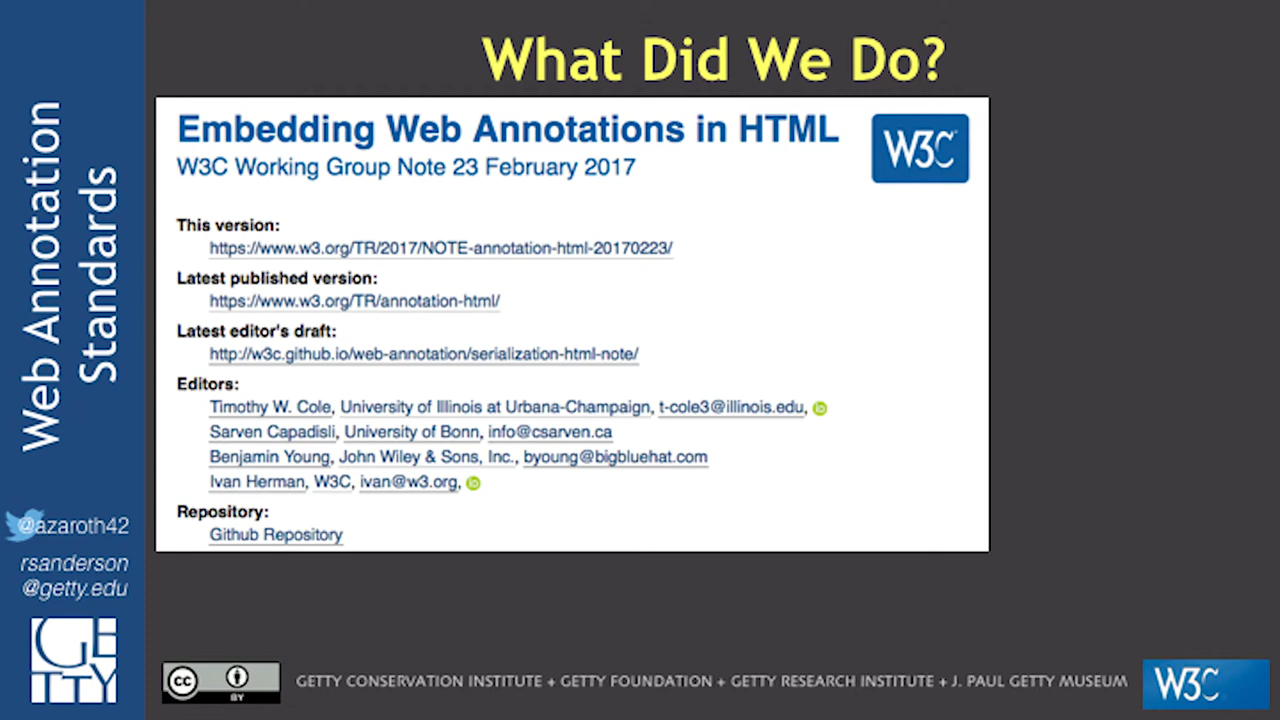 What Did We Do?
Embedding Web Annotations in HTML
W3C
W3C Working Group Note 23 February 2017
This version:
https://www.w3.org/TR/2017/NOTE-annotation-html-20170223/
Latest published version:
https://www.w3.org/TR/annotation-html/
Latest editor's draft:
http://w3c.github.io/web-annotation/serialization-html-note/
Editors:
Timothy W. Cole, University of Illinois at Urbana-Champaign, t-cole3@illinois.edu, iD
Sarven Capadisli, University of Bonn, info@csarven.ca
Benjamin Young, John Wiley & Sons, Inc., byoung@bigbluehat.com
Ivan Herman, W3C, ivan@w3.org, iD
Repository:
Github Repository
Web Annotation
Standards
@azaroth42
rsanderson
@getty.edu
GETTY
cc BY
GETTY CONSERVATION INSTITUTE + GETTY FOUNDATION + GETTY RESEARCH INSTITUTE + J. PAUL GETTY MUSEUM
W3C